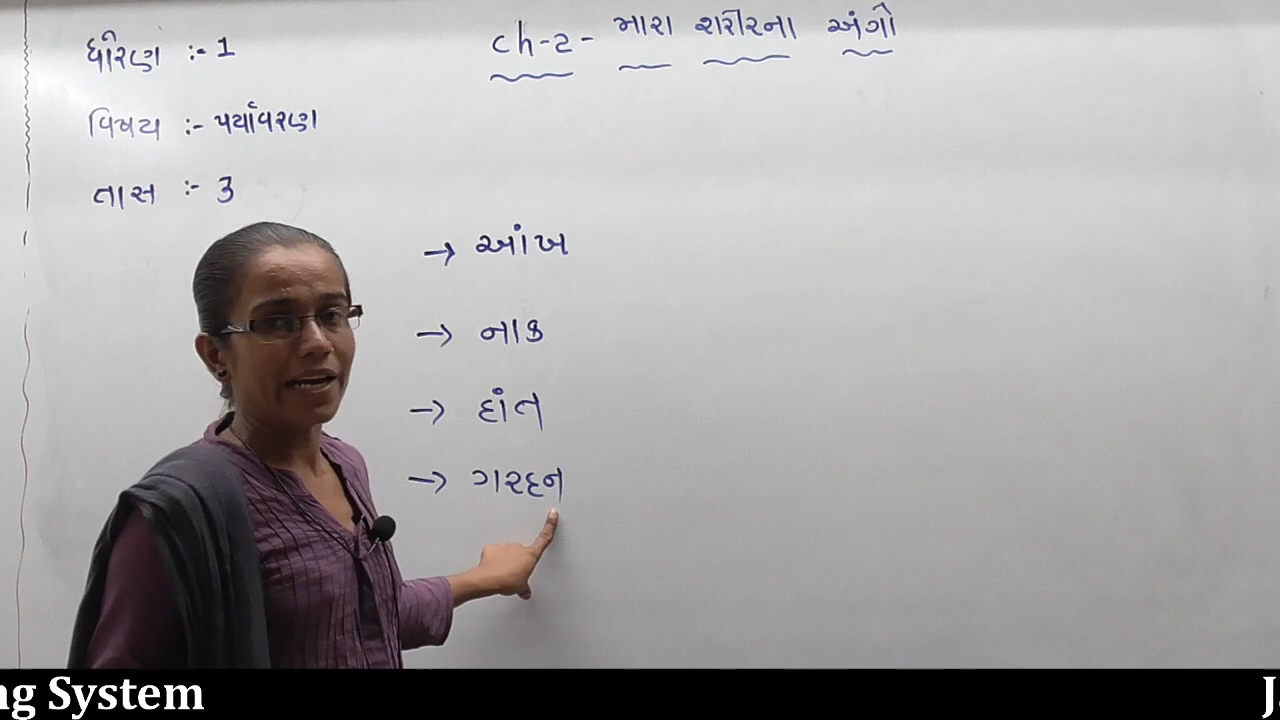 ધોરણ :- 1
ch-2- મારા શરીરના અંગો
વિષય :- પર્યાવરણ
તાસ :- 3
→ આંખ
→ નાક
→ દાંત
→ ગરદન
ng System
J.